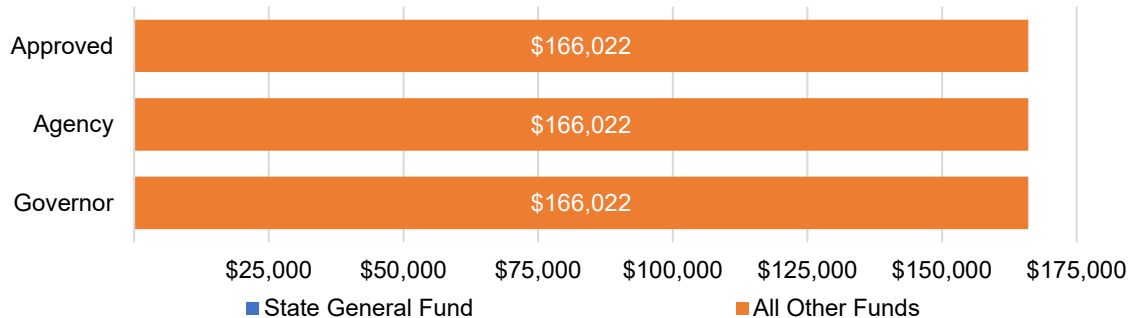 Approved $166,022
Agency $166,022
Governor $166,022
$25,000 $50,000 $75,000 $100,000 $125,000 $150,000 $175,000
State General Fund All Other Funds